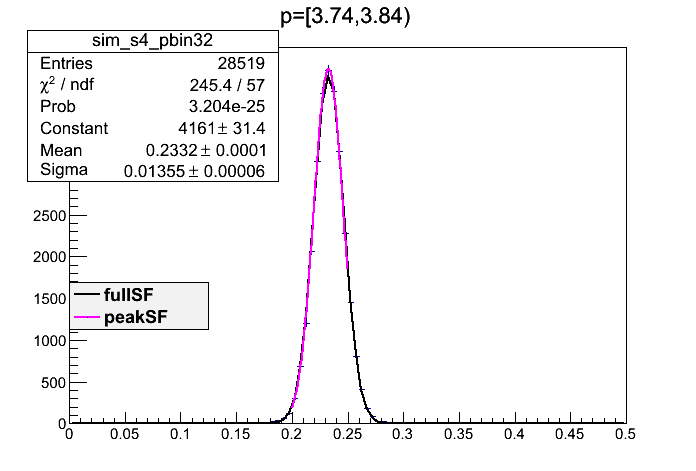 p=[3.74,3.84)
sim_s4_pbin32
Entries 28519
χ² / ndf 245.4 / 57
Prob 3.204e-25
Constant 4161 ± 31.4
Mean 0.2332 ± 0.0001
Sigma 0.01355 ± 0.00006
2500
2000
1500
fullSF
peakSF
1000
500
0
0 0.05 0.1 0.15 0.2 0.25 0.3 0.35 0.4 0.45 0.5